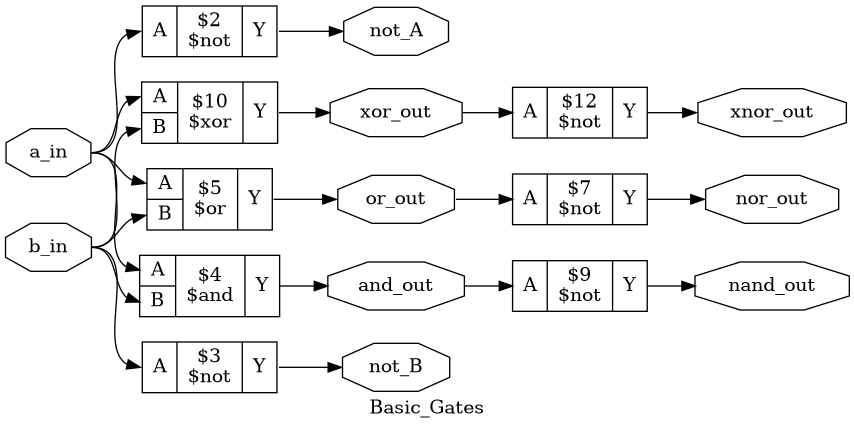 A $2 $not Y
not_A
A B $10 $xor Y
xor_out
A $12 $not Y
xnor_out
a_in
A B $5 $or Y
or_out
A $7 $not Y
nor_out
b_in
A B $4 $and Y
and_out
A $9 $not Y
nand_out
A $3 $not Y
not_B
Basic_Gates